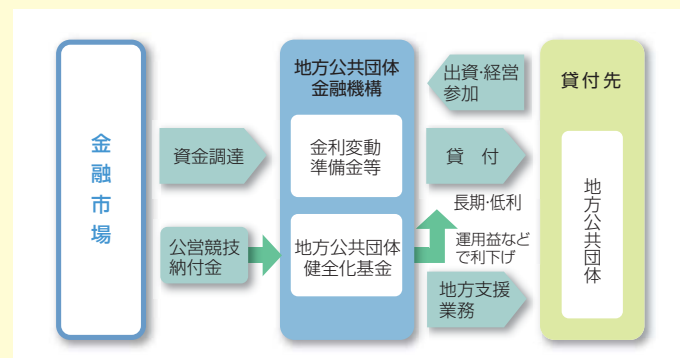 金融市場
資金調達
公営競技
納付金
地方公共団体
金融機構
金利変動
準備金等
地方公共団体
健全化基金
出資・経営
参加
貸 付
長期・低利
運用益など
で利下げ
地方支援
業務
貸付先
地方公共団体